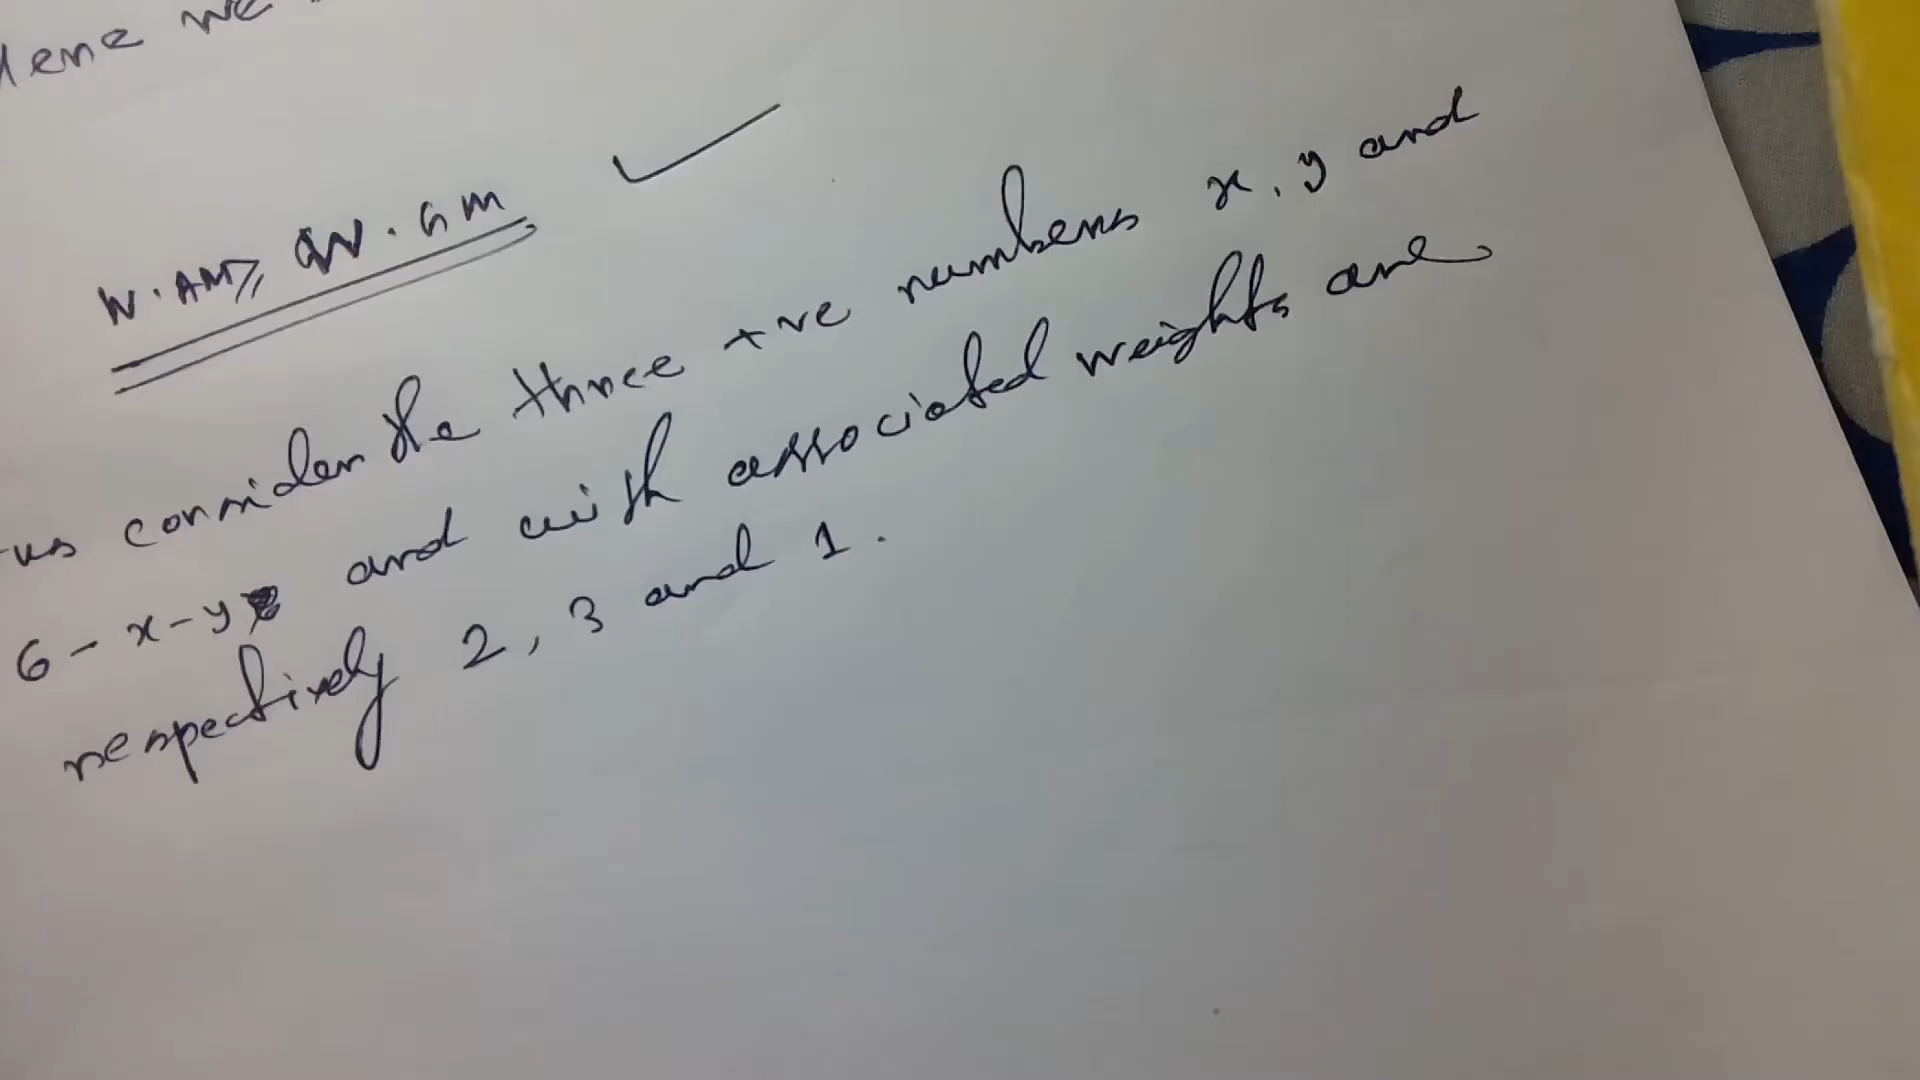 W.AM ≥ W.GM
us consider the three +ve numbers x, y and
6 - x - y and with associated weights are
respectively 2, 3 and 1.